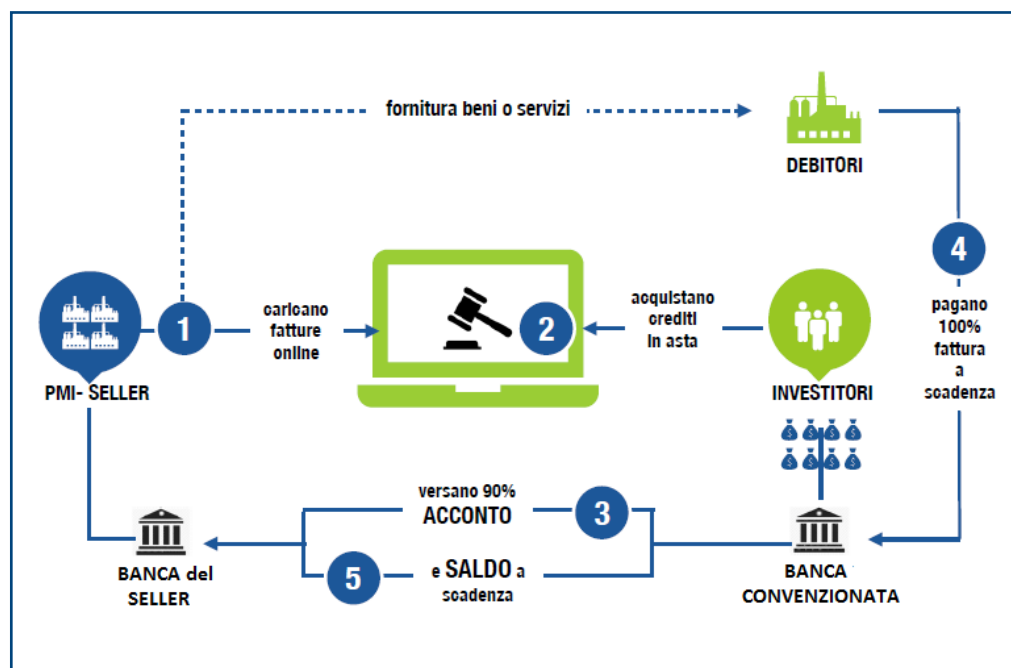 fornitura beni o servizi
DEBITORI
4
pagano
100%
fattura
a
scadenza
PMI- SELLER
1
caricano
fatture
online
2
acquistano
crediti
in asta
INVESTITORI
versano 90%
ACCONTO
3
BANCA del
SELLER
5
e SALDO a
scadenza
BANCA
CONVENZIONATA